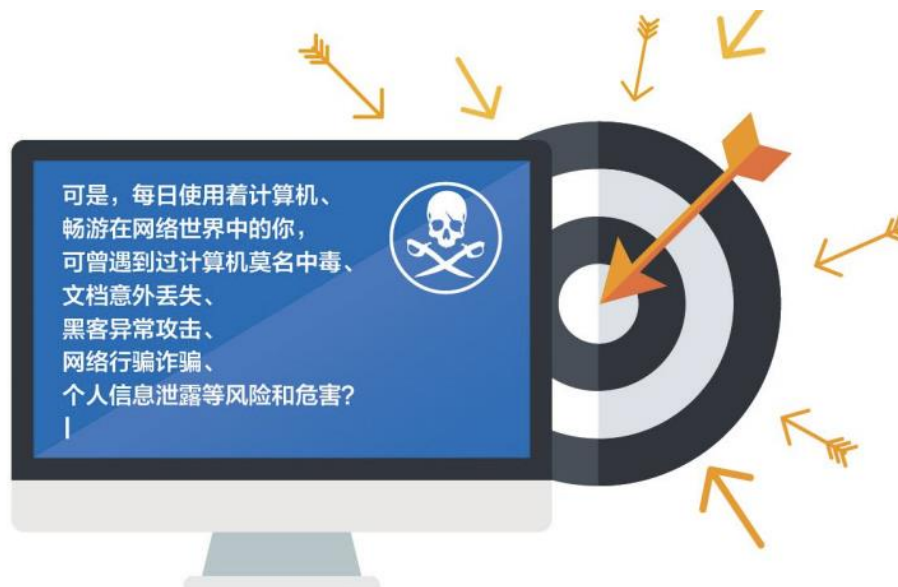 可是，每日使用着计算机、
畅游在网络世界中的你，
可曾遇到过计算机莫名中毒、
文档意外丢失、
黑客异常攻击、
网络行骗诈骗、
个人信息泄露等风险和危害？